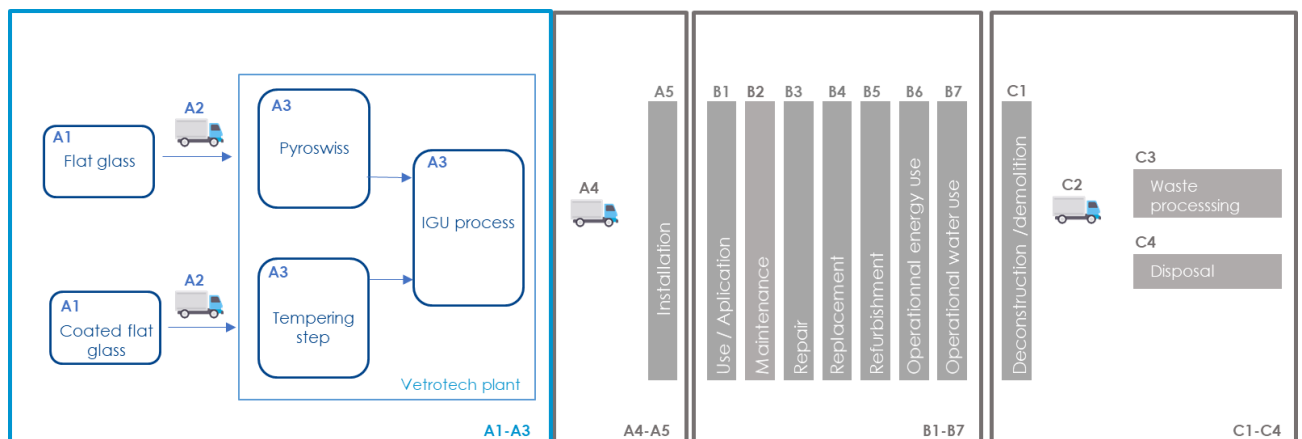 A1
Flat glass
A2
A3
Pyroswiss
A3
IGU process
A1
Coated flat
glass
A2
A3
Tempering
step
Vetrotech plant
A1-A3
A4
A5
Installation
A4-A5
B1
Use / Aplication
B2
Maintenance
B3
Repair
B4
Replacement
B5
Refurbishment
B6
Operationnal energy use
B7
Operational water use
B1-B7
C1
Deconstruction /demolition
C2
C3
Waste
processsing
C4
Disposal
C1-C4